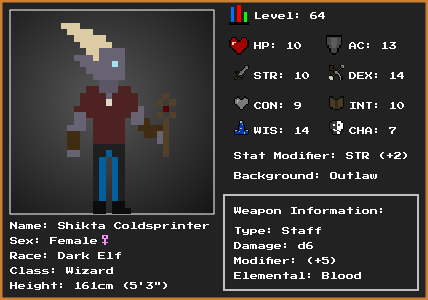 Level: 64
HP: 10 AC: 13
STR: 10 DEX: 14
CON: 9 INT: 10
WIS: 14 CHA: 7
Stat Modifier: STR (+2)
Background: Outlaw
Name: Shikta Coldsprinter
Sex: Female♀
Race: Dark Elf
Class: Wizard
Height: 161cm (5'3")
Weapon Information:
Type: Staff
Damage: d6
Modifier: (+5)
Elemental: Blood